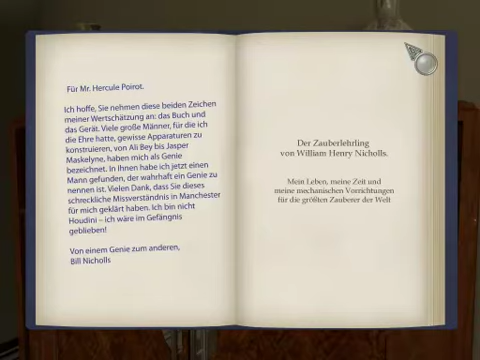 Für Mr. Hercule Poirot.
Ich hoffe, Sie nehmen diese beiden Zeichen
meiner Wertschätzung an: das Buch und
das Gerät. Viele große Männer, für die ich
die Ehre hatte, gewisse Apparaturen zu
konstruieren, von Ali Bey bis Jasper
Maskelyne, haben mich als Genie
bezeichnet. In Ihnen habe ich jetzt einen
Mann gefunden, der wahrhaft ein Genie zu
nennen ist. Vielen Dank, dass Sie dieses
schreckliche Missverständnis in Manchester
für mich geklärt haben. Ich bin nicht
Houdini – ich wäre im Gefängnis
geblieben!
Von einem Genie zum anderen,
Bill Nicholls
Der Zauberlehrling
von William Henry Nicholls.
Mein Leben, meine Zeit und
meine mechanischen Vorrichtungen
für die größten Zauberer der Welt